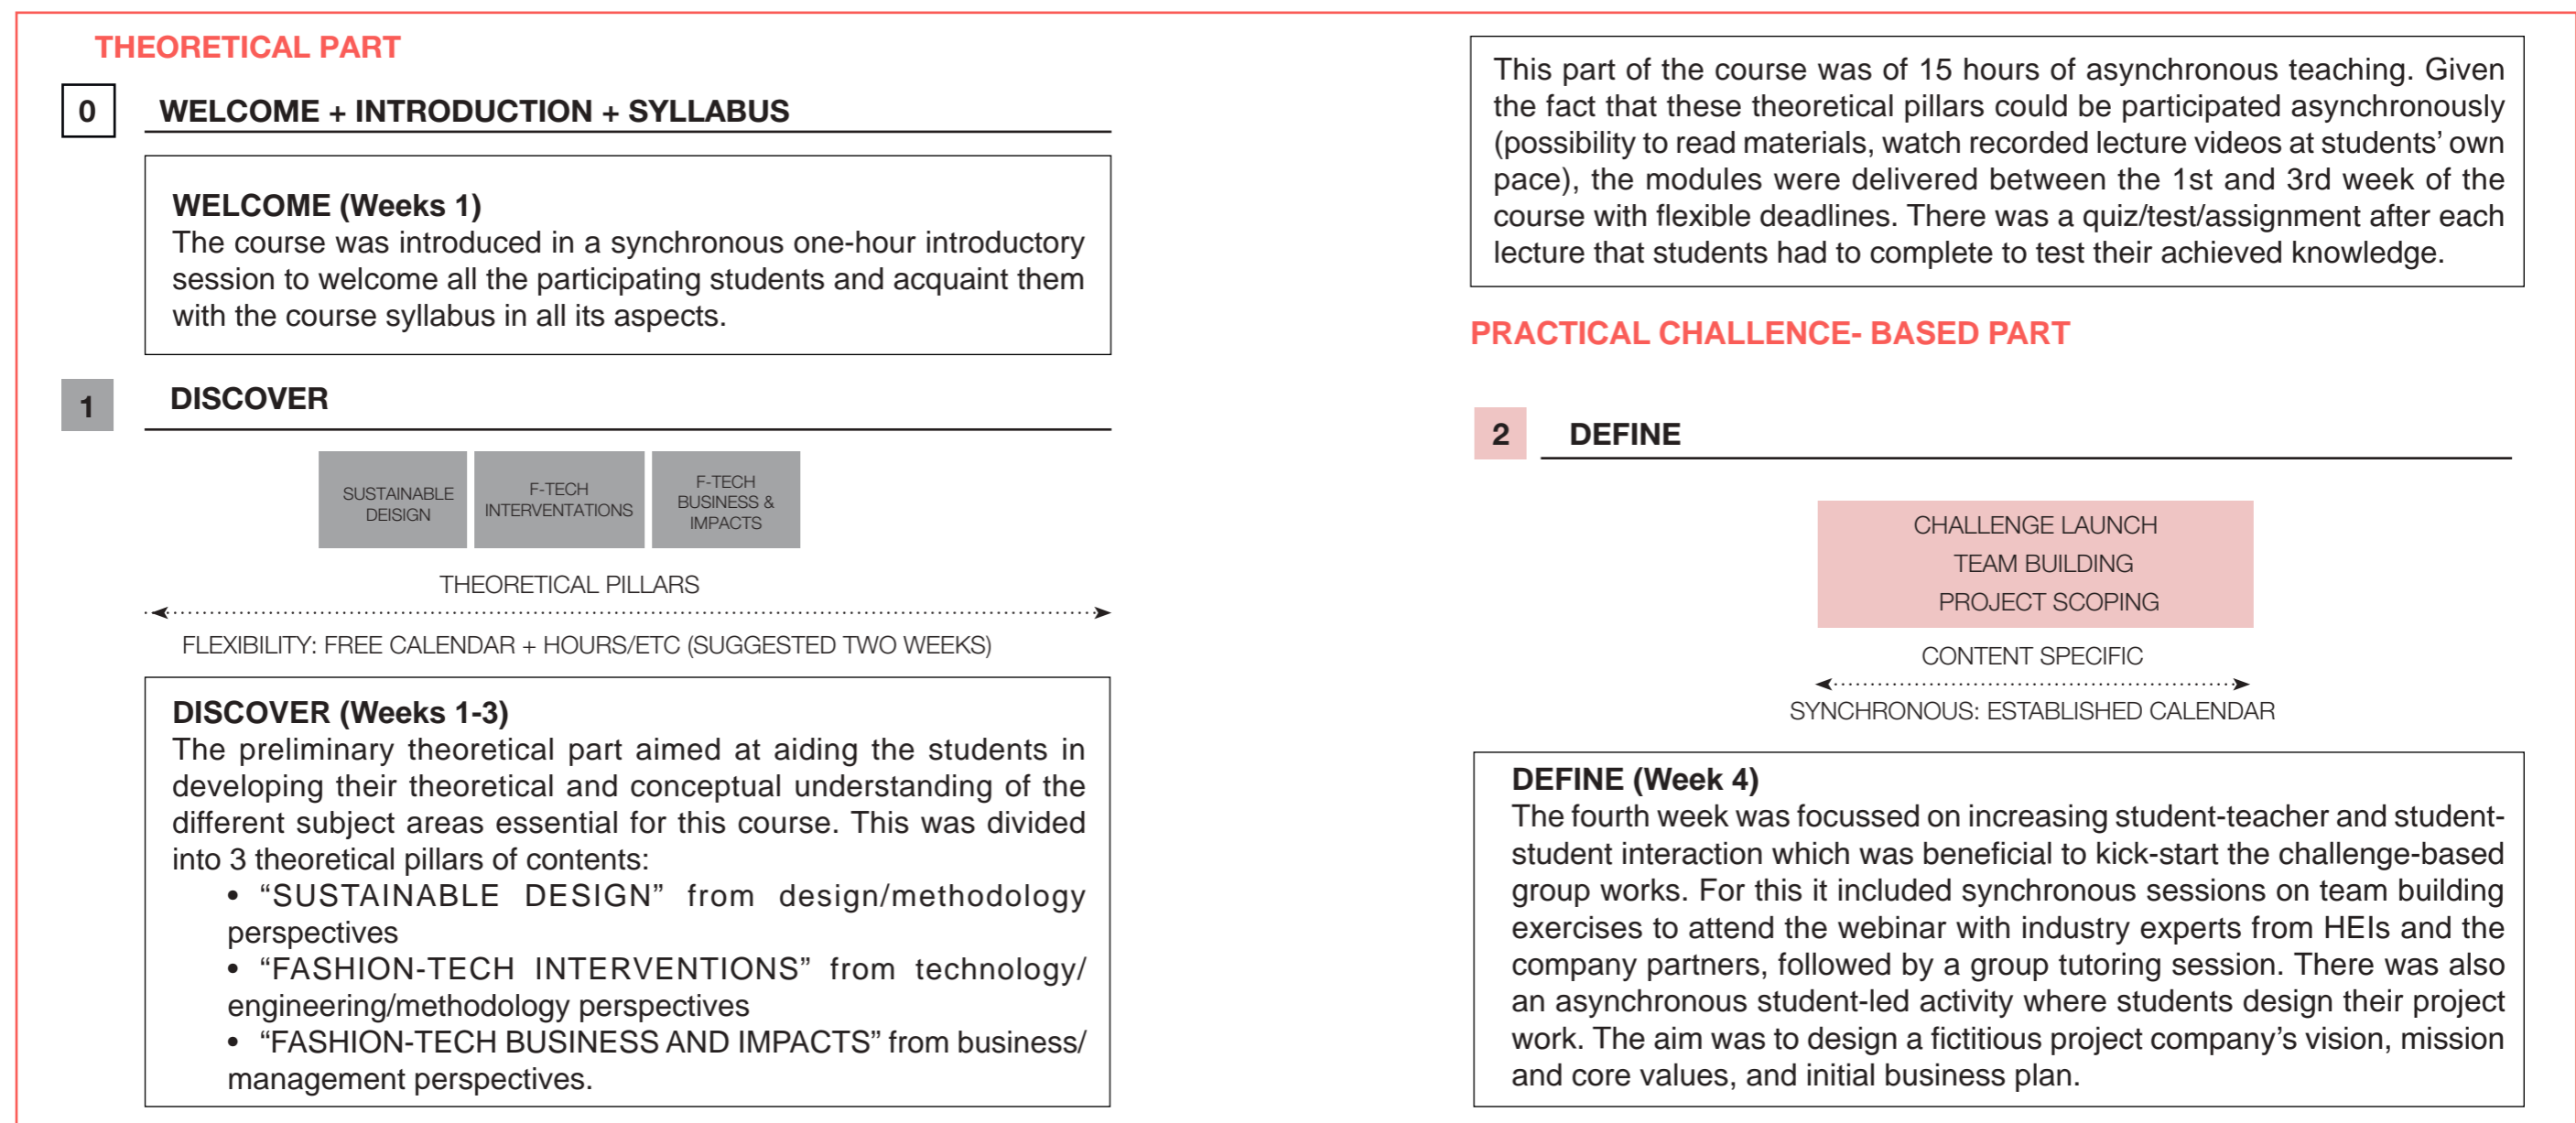 THEORETICAL PART
0
WELCOME + INTRODUCTION + SYLLABUS
WELCOME (Weeks 1)
The course was introduced in a synchronous one-hour introductory
session to welcome all the participating students and acquaint them
with the course syllabus in all its aspects.
1
DISCOVER
SUSTAINABLE
DEISIGN
F-TECH
INTERVENTATIONS
F-TECH
BUSINESS &
IMPACTS
THEORETICAL PILLARS
FLEXIBILITY: FREE CALENDAR + HOURS/ETC (SUGGESTED TWO WEEKS)
DISCOVER (Weeks 1-3)
The preliminary theoretical part aimed at aiding the students in
developing their theoretical and conceptual understanding of the
different subject areas essential for this course. This was divided
into 3 theoretical pillars of contents:
• “SUSTAINABLE DESIGN” from design/methodology
perspectives
• “FASHION-TECH INTERVENTIONS” from technology/
engineering/methodology perspectives
• “FASHION-TECH BUSINESS AND IMPACTS” from business/
management perspectives.
This part of the course was of 15 hours of asynchronous teaching. Given
the fact that these theoretical pillars could be participated asynchronously
(possibility to read materials, watch recorded lecture videos at students’ own
pace), the modules were delivered between the 1st and 3rd week of the
course with flexible deadlines. There was a quiz/test/assignment after each
lecture that students had to complete to test their achieved knowledge.
PRACTICAL CHALLENCE- BASED PART
2
DEFINE
CHALLENGE LAUNCH
TEAM BUILDING
PROJECT SCOPING
CONTENT SPECIFIC
SYNCHRONOUS: ESTABLISHED CALENDAR
DEFINE (Week 4)
The fourth week was focussed on increasing student-teacher and student-
student interaction which was beneficial to kick-start the challenge-based
group works. For this it included synchronous sessions on team building
exercises to attend the webinar with industry experts from HEIs and the
company partners, followed by a group tutoring session. There was also
an asynchronous student-led activity where students design their project
work. The aim was to design a fictitious project company’s vision, mission
and core values, and initial business plan.